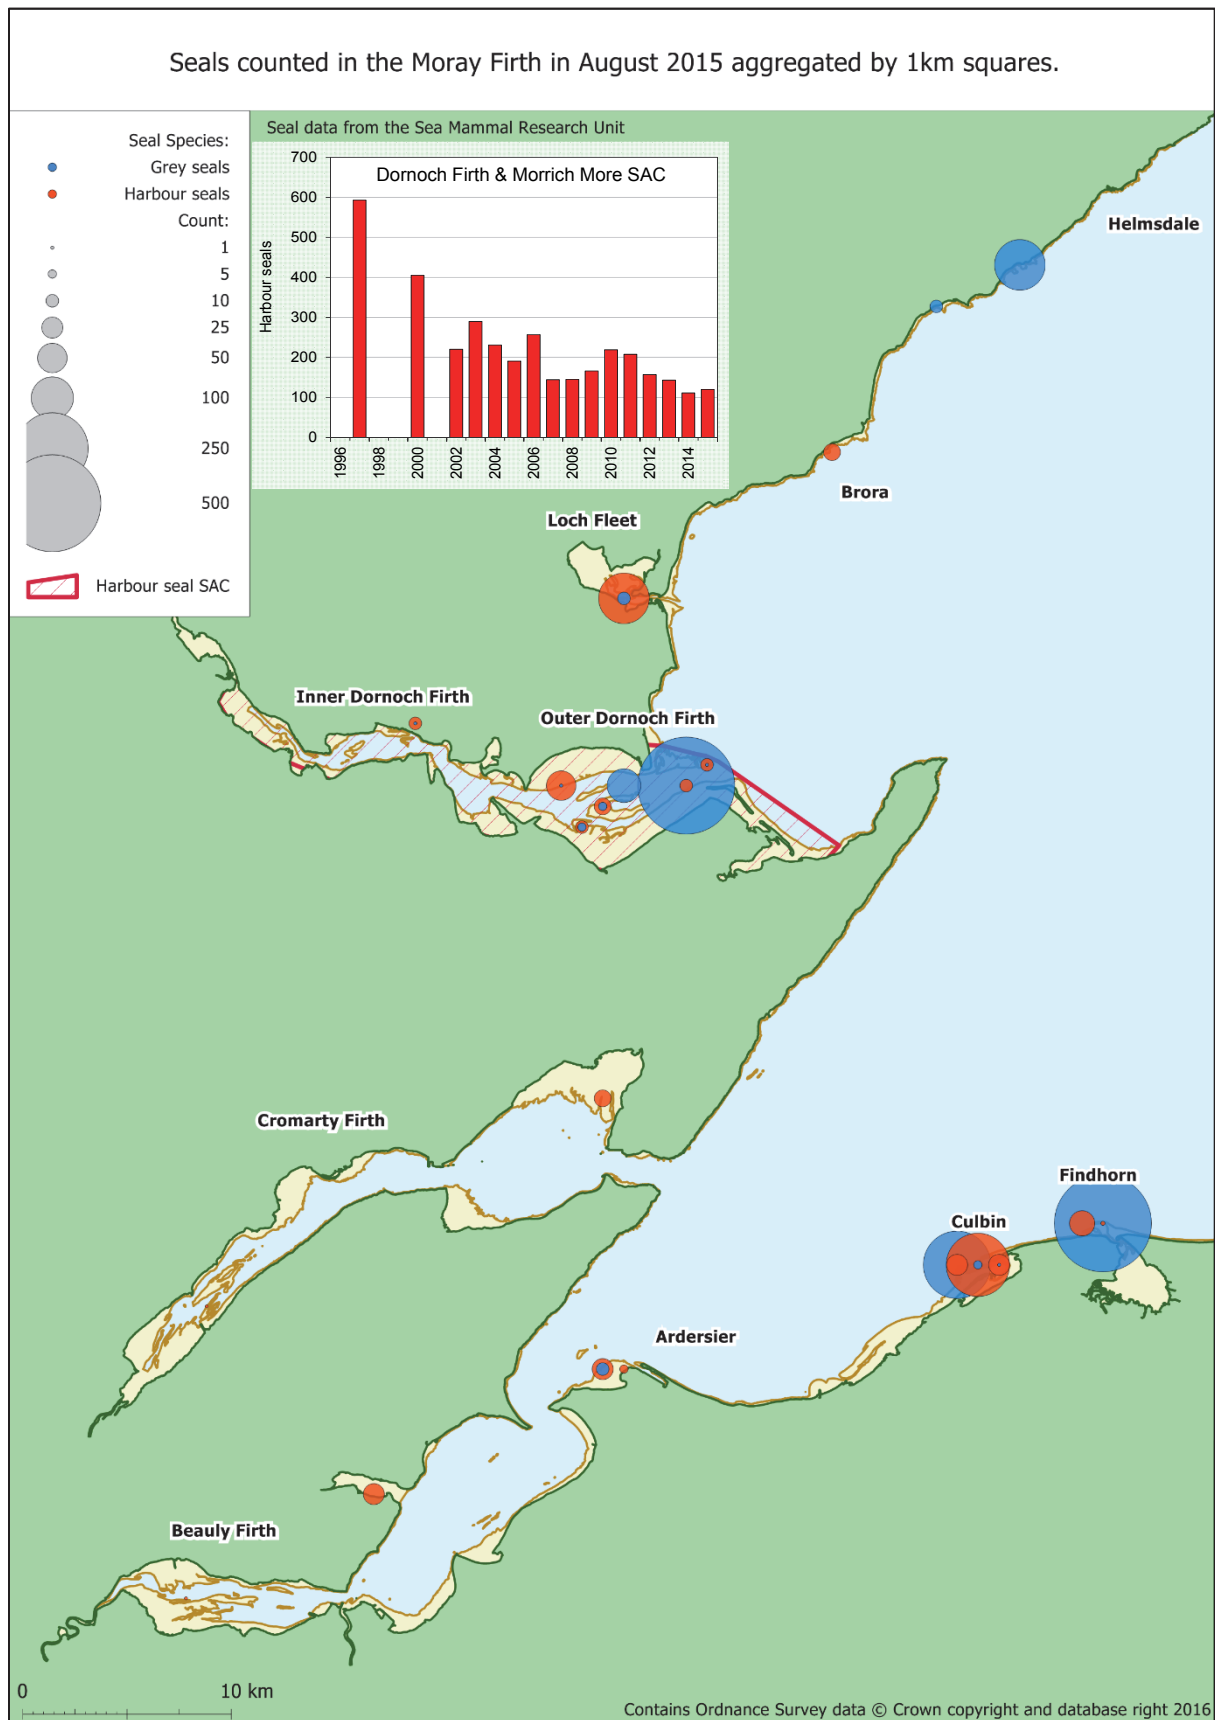 Seals counted in the Moray Firth in August 2015 aggregated by 1km squares.
Seal Species:
Grey seals
Harbour seals
Count:
1
5
10
25
50
100
250
500
Harbour seal SAC
Seal data from the Sea Mammal Research Unit
Dornoch Firth & Morrich More SAC
Harbour seals
700
600
500
400
300
200
100
0
1996
1998
2000
2002
2004
2006
2008
2010
2012
2014
Helmsdale
Brora
Loch Fleet
Inner Dornoch Firth
Outer Dornoch Firth
Cromarty Firth
Findhorn
Culbin
Ardersier
Beauly Firth
0 10 km
Contains Ordnance Survey data © Crown copyright and database right 2016